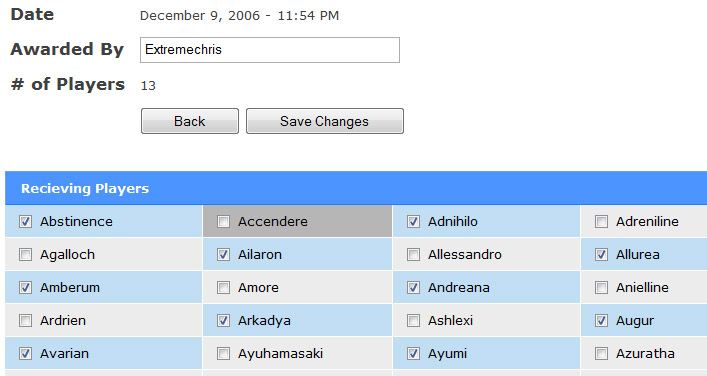 Date December 9, 2006 - 11:54 PM
Awarded By Extremechris
# of Players 13
Back Save Changes
Recieving Players
Abstinence Accendere Adnihilo Adreniline
Agalloch Ailaron Allessandro Allurea
Amberum Amore Andreana Anielline
Ardrien Arkadya Ashlexi Augur
Avarian Ayuhamasaki Ayumi Azuratha